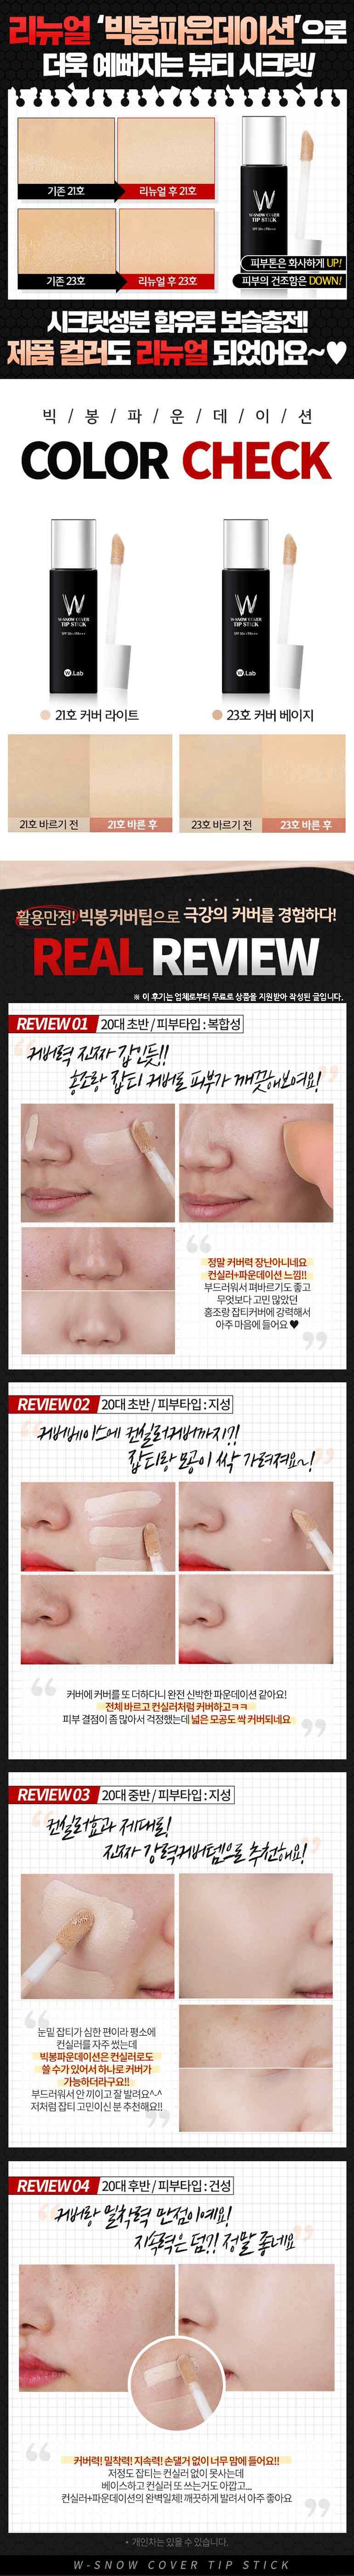 리뉴얼 '빅봉파운데이션'으로
더욱 예뻐지는 뷰티 시크릿!
기존 21호
리뉴얼 후 21호
기존 23호
리뉴얼 후 23호
W
W-SNOW COVER
TIP STICK
SPF 50+/PA+++
피부톤은 화사하게 UP!
피부의 건조함은 DOWN!
시크릿성분 함유로 보습충전!
제품 컬러도 리뉴얼 되었어요~♥
빅 / 봉 / 파 / 운 / 데 / 이 / 션
COLOR CHECK
W
W-SNOW COVER
TIP STICK
SPF 50+/PA+++
W.Lab
W
W-SNOW COVER
TIP STICK
SPF 50+/PA+++
W.Lab
21호 커버 라이트
23호 커버 베이지
21호 바르기 전
21호 바른 후
23호 바르기 전
23호 바른 후
활용만점! 빅봉커버팁으로 극강의 커버를 경험하다!
REAL REVIEW
※ 이 후기는 업체로부터 무료로 상품을 지원받아 작성된 글입니다.
REVIEW 01 20대 초반 / 피부타입 : 복합성
커버력 진짜 갑인듯!!
홍조랑 잡티 커버로 피부가 깨끗해보여요!
정말 커버력 장난아니네요
컨실러+파운데이션 느낌!!
부드러워서 펴바르기도 좋고
무엇보다 고민 많았던
홍조랑 잡티커버에 강력해서
아주 마음에 들어요 ♥
REVIEW 02 20대 초반 / 피부타입 : 지성
커버베이스에 컨실러커버까지?!
잡티랑 모공이 싹 가려져요~!
커버에 커버를 또 더하다니 완전 신박한 파운데이션 같아요!
전체 바르고 컨실러처럼 커버하고ㅋㅋ
피부 결점이 좀 많아서 걱정했는데 넓은 모공도 싹 커버되네요
REVIEW 03 20대 중반 / 피부타입 : 지성
컨실러효과 제대로!
진짜 강력커버템으로 추천해요!
눈밑 잡티가 심한 편이라 평소에
컨실러를 자주 썼는데
빅봉파운데이션은 컨실러로도
쓸 수가 있어서 하나로 커버가
가능하더라구요!!
부드러워서 안 끼이고 잘 발려요^-^
저처럼 잡티 고민이신 분 추천해요!!
REVIEW 04 20대 후반 / 피부타입 : 건성
커버랑 밀착력 만점이예요!
지속력은 덤?! 정말 좋네요
커버력! 밀착력! 지속력! 손댈거 없이 너무 맘에 들어요!!
저정도 잡티는 컨실러 없이 못사는데
베이스하고 컨실러 또 쓰는거도 아깝고...
컨실러+파운데이션의 완벽일체! 깨끗하게 발려서 아주 좋아요
* 개인차는 있을 수 있습니다.
W-SNOW COVER TIP STICK